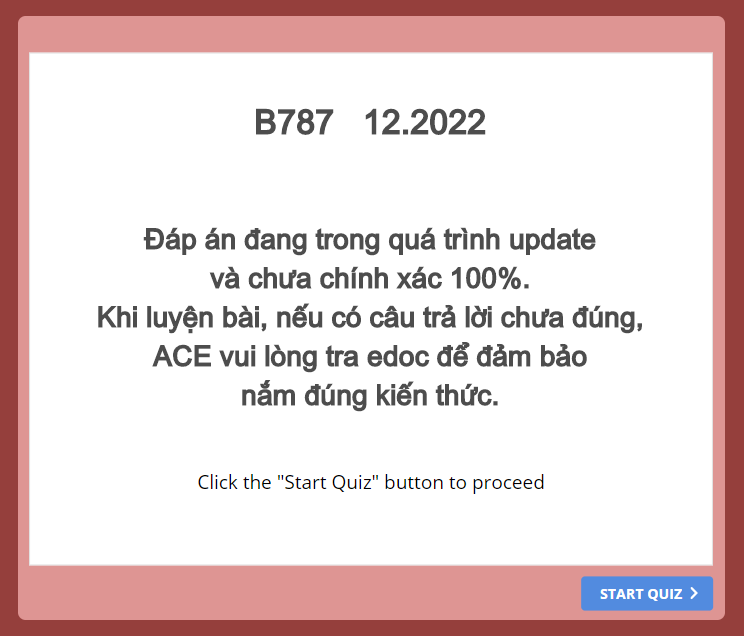 B787 12.2022
Đáp án đang trong quá trình update
và chưa chính xác 100%.
Khi luyện bài, nếu có câu trả lời chưa đúng,
ACE vui lòng tra edoc để đảm bảo
nắm đúng kiến thức.
Click the "Start Quiz" button to proceed
START QUIZ